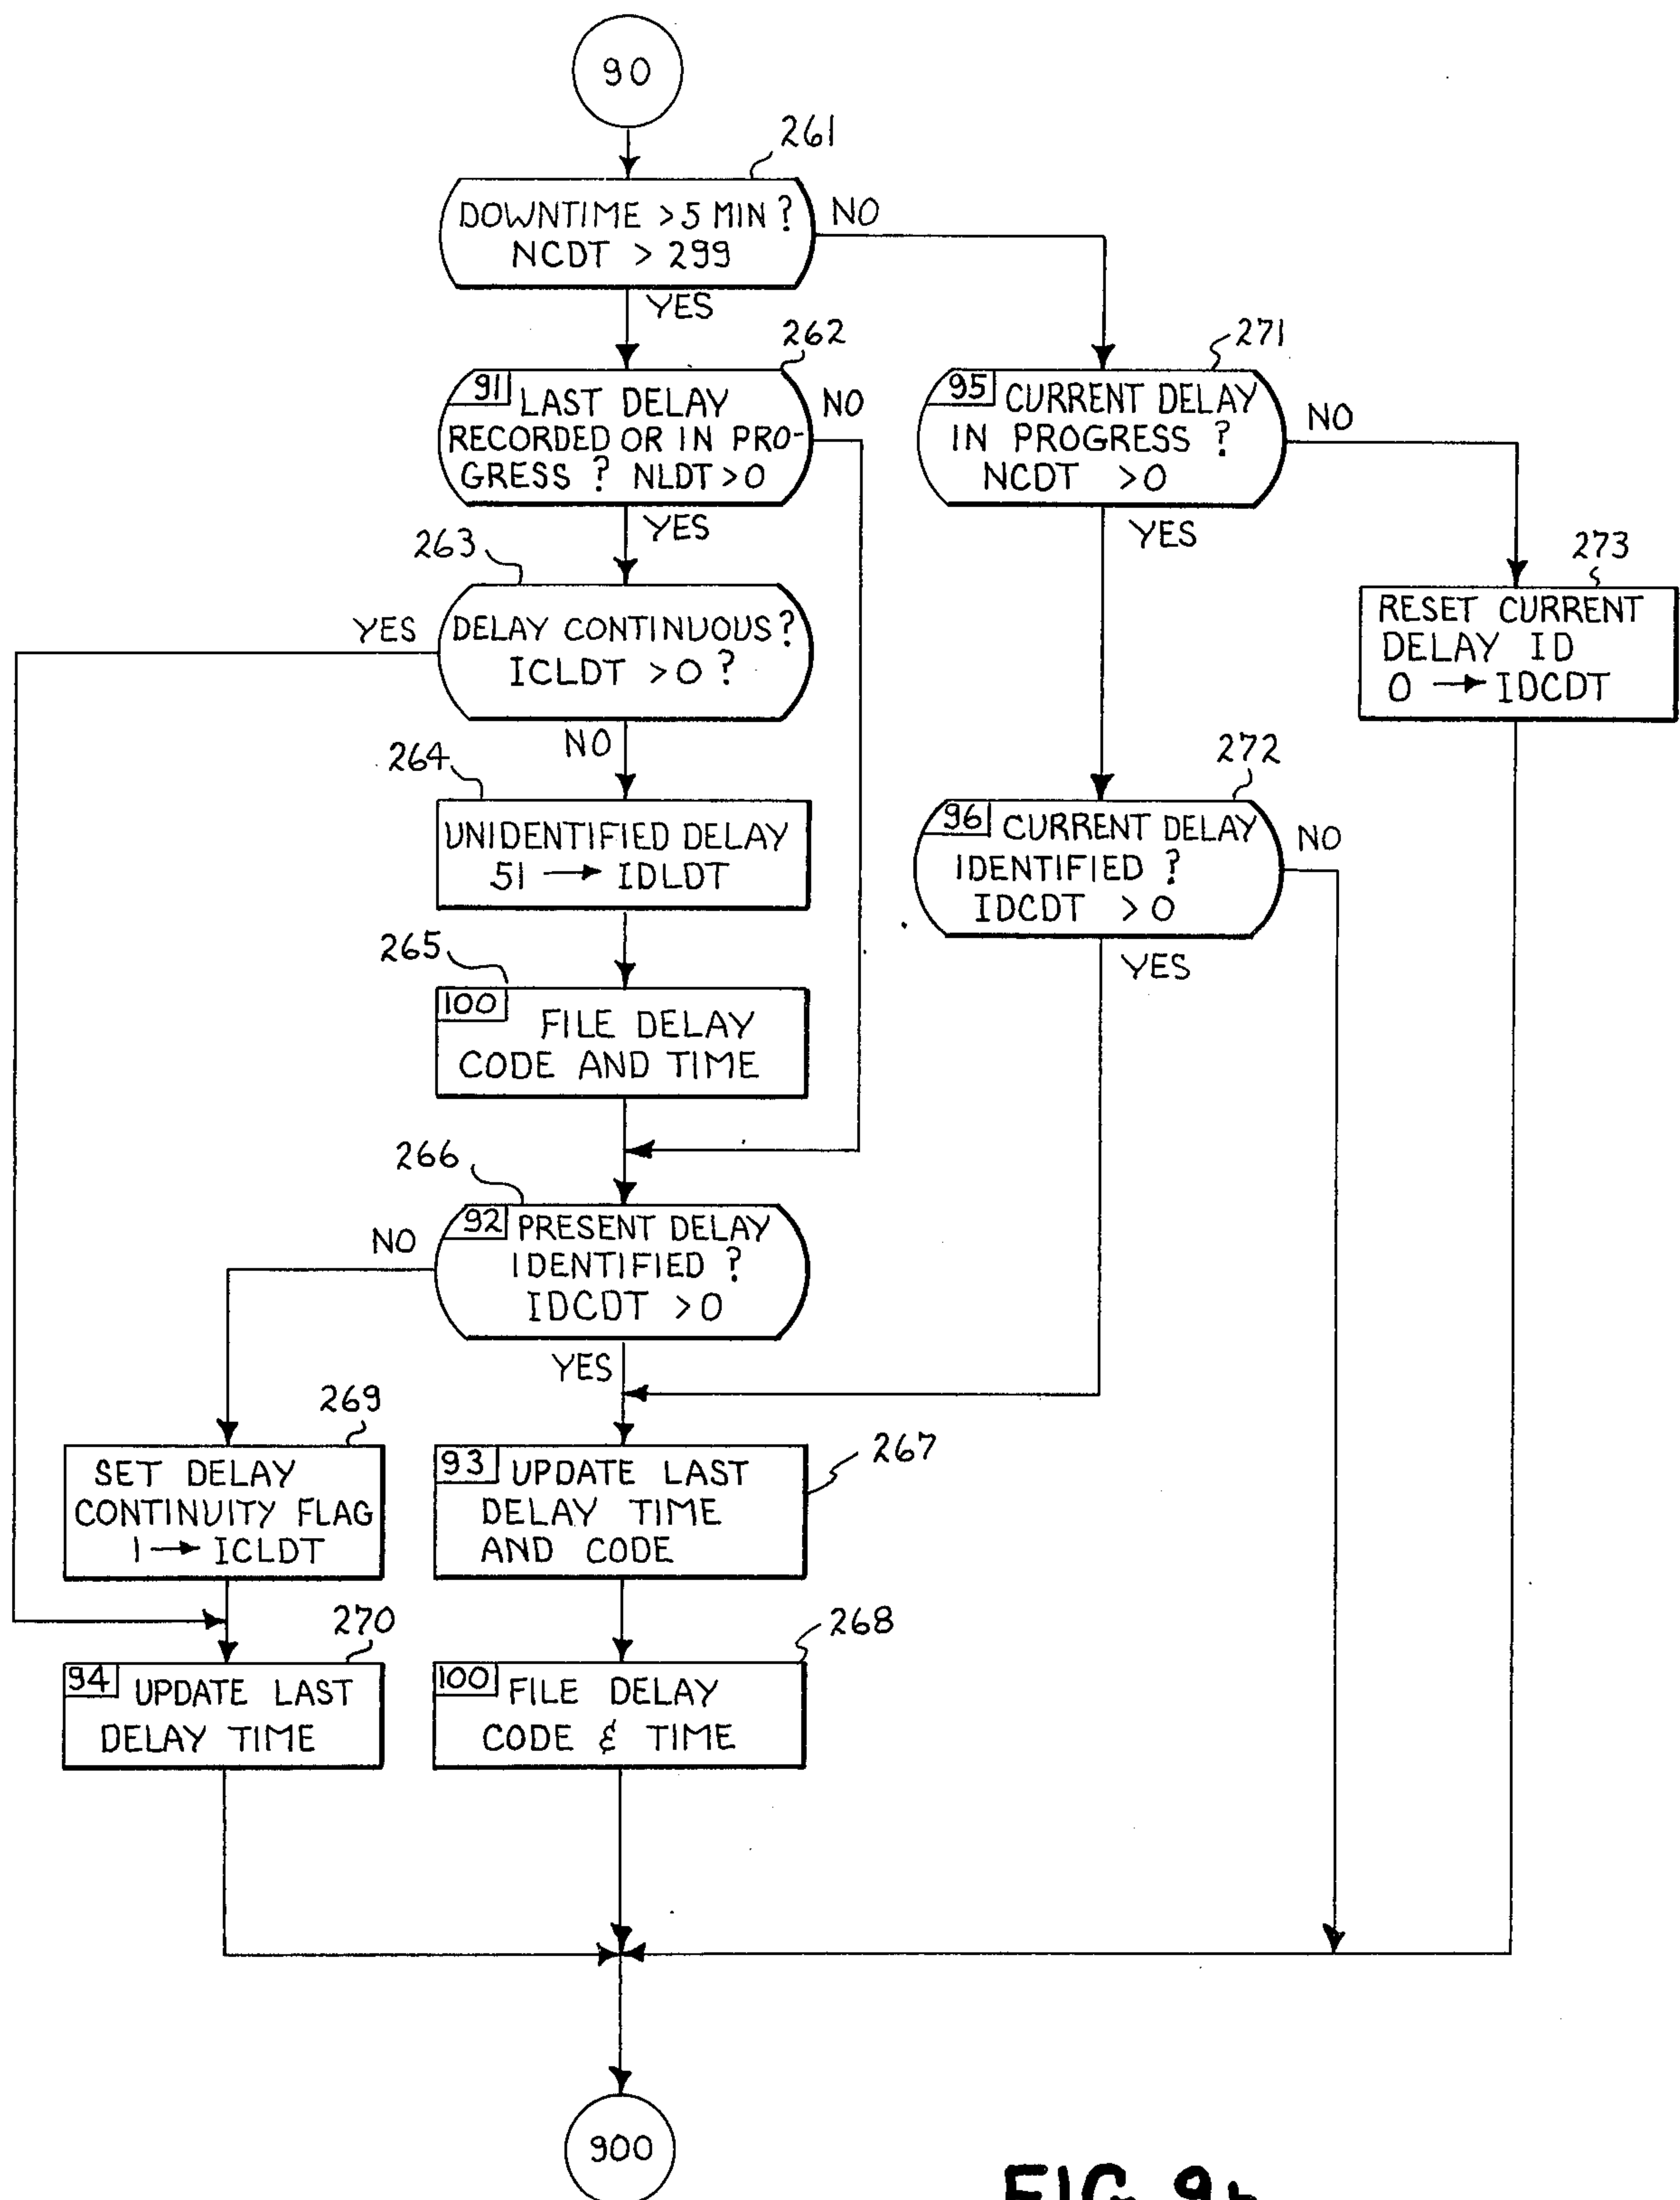 90
261
DOWNTIME >5 MIN ?
NCDT > 299
NO
YES
262
91 LAST DELAY
RECORDED OR IN PRO-
GRESS ? NLDT >0
NO
YES
271
95 CURRENT DELAY
IN PROGRESS ?
NCDT >0
NO
YES
273
RESET CURRENT
DELAY ID
0 → IDCDT
263
DELAY CONTINUOUS ?
ICLDT >0 ?
YES
NO
264
UNIDENTIFIED DELAY
51 → IDLDT
272
96 CURRENT DELAY
IDENTIFIED ?
IDCDT >0
NO
YES
265
100 FILE DELAY
CODE AND TIME
266
92 PRESENT DELAY
IDENTIFIED ?
IDCDT >0
NO
YES
269
SET DELAY
CONTINUITY FLAG
1 → ICLDT
267
93 UPDATE LAST
DELAY TIME
AND CODE
270
94 UPDATE LAST
DELAY TIME
268
100 FILE DELAY
CODE & TIME
900
FIG. 9b